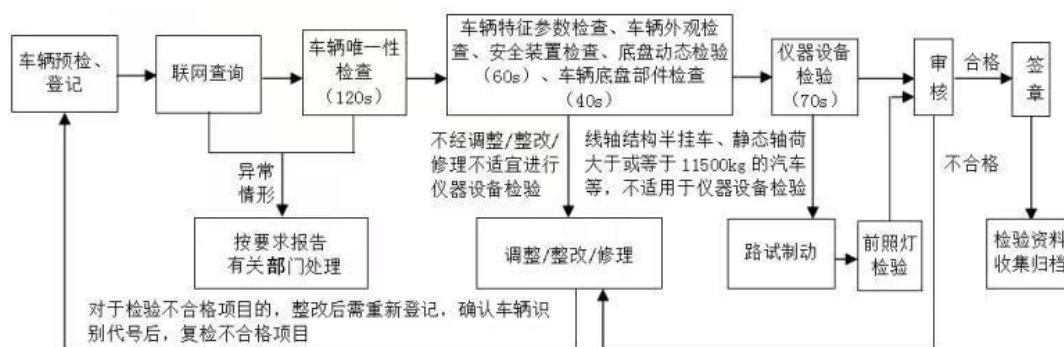 车辆预检、
登记
联网查询
车辆唯一性
检查
（120s）
车辆特征参数检查、车辆外观检
查、安全装置检查、底盘动态检验
（60s）、车辆底盘部件检查
（40s）
仪器设备
检验
（70s）
审
核
合格
签
章
异常
情形
不经调整/整改/
修理不适宜进行
仪器设备检验
线轴结构半挂车、静态轴荷
大于或等于11500kg的汽车
等，不适用于仪器设备检验
不合格
按要求报告
有关部门处理
调整/整改/修理
路试制动
前照灯
检验
检验资料
收集归档
对于检验不合格项目的，整改后需重新登记，确认车辆识
别代号后，复检不合格项目